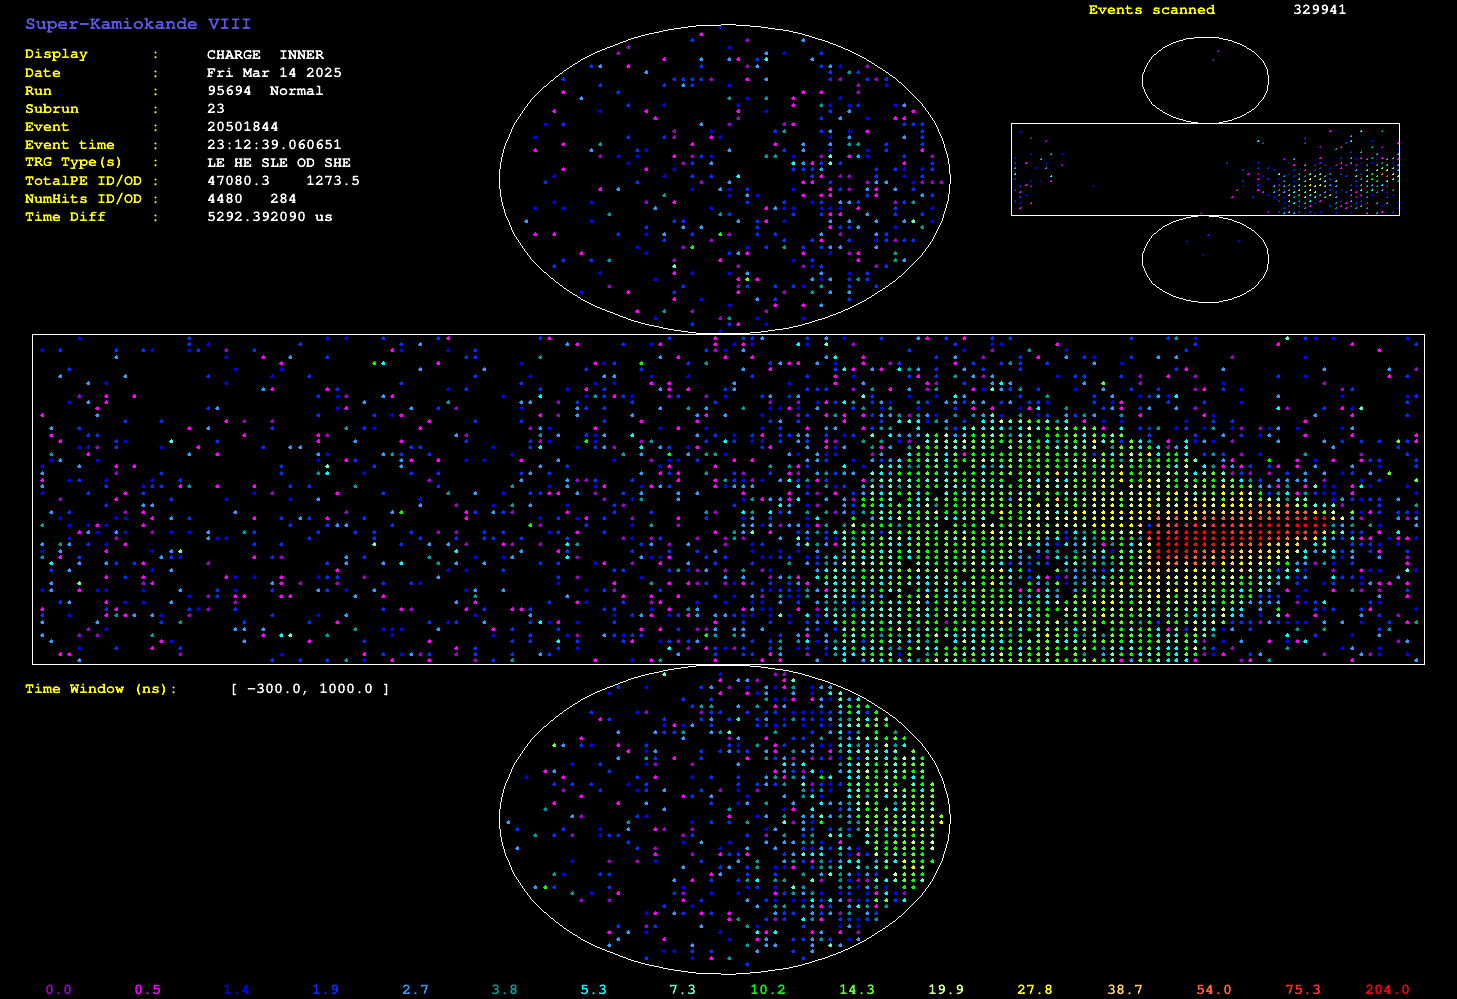 Super-Kamiokande VIII
Events scanned 329941
Display : CHARGE INNER
Date : Fri Mar 14 2025
Run : 95694 Normal
Subrun : 23
Event : 20501844
Event time : 23:12:39.060651
TRG Type(s) : LE HE SLE OD SHE
TotalPE ID/OD : 47080.3 1273.5
NumHits ID/OD : 4480 284
Time Diff : 5292.392090 us
Time Window (ns): [ -300.0, 1000.0 ]
0.0 0.5 1.4 1.9 2.7 3.8 5.3 7.3 10.2 14.3 19.9 27.8 38.7 54.0 75.3 204.0